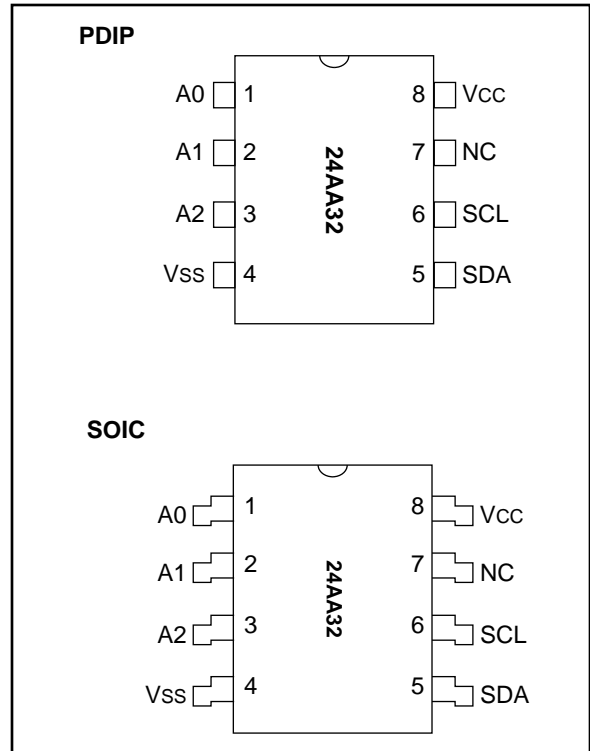 PDIP
A0 1 8 VCC
A1 2 7 NC
A2 3 6 SCL
VSS 4 5 SDA
24AA32
SOIC
A0 1 8 VCC
A1 2 7 NC
A2 3 6 SCL
VSS 4 5 SDA
24AA32